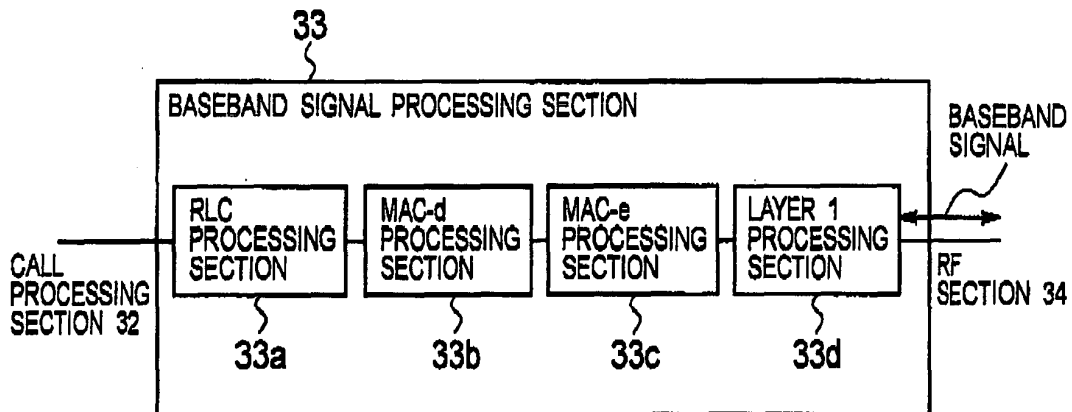 33
BASEBAND SIGNAL PROCESSING SECTION
BASEBAND
SIGNAL
RLC
PROCESSING
SECTION
MAC-d
PROCESSING
SECTION
MAC-e
PROCESSING
SECTION
LAYER 1
PROCESSING
SECTION
CALL
PROCESSING
SECTION 32
RF
SECTION 34
33a
33b
33c
33d